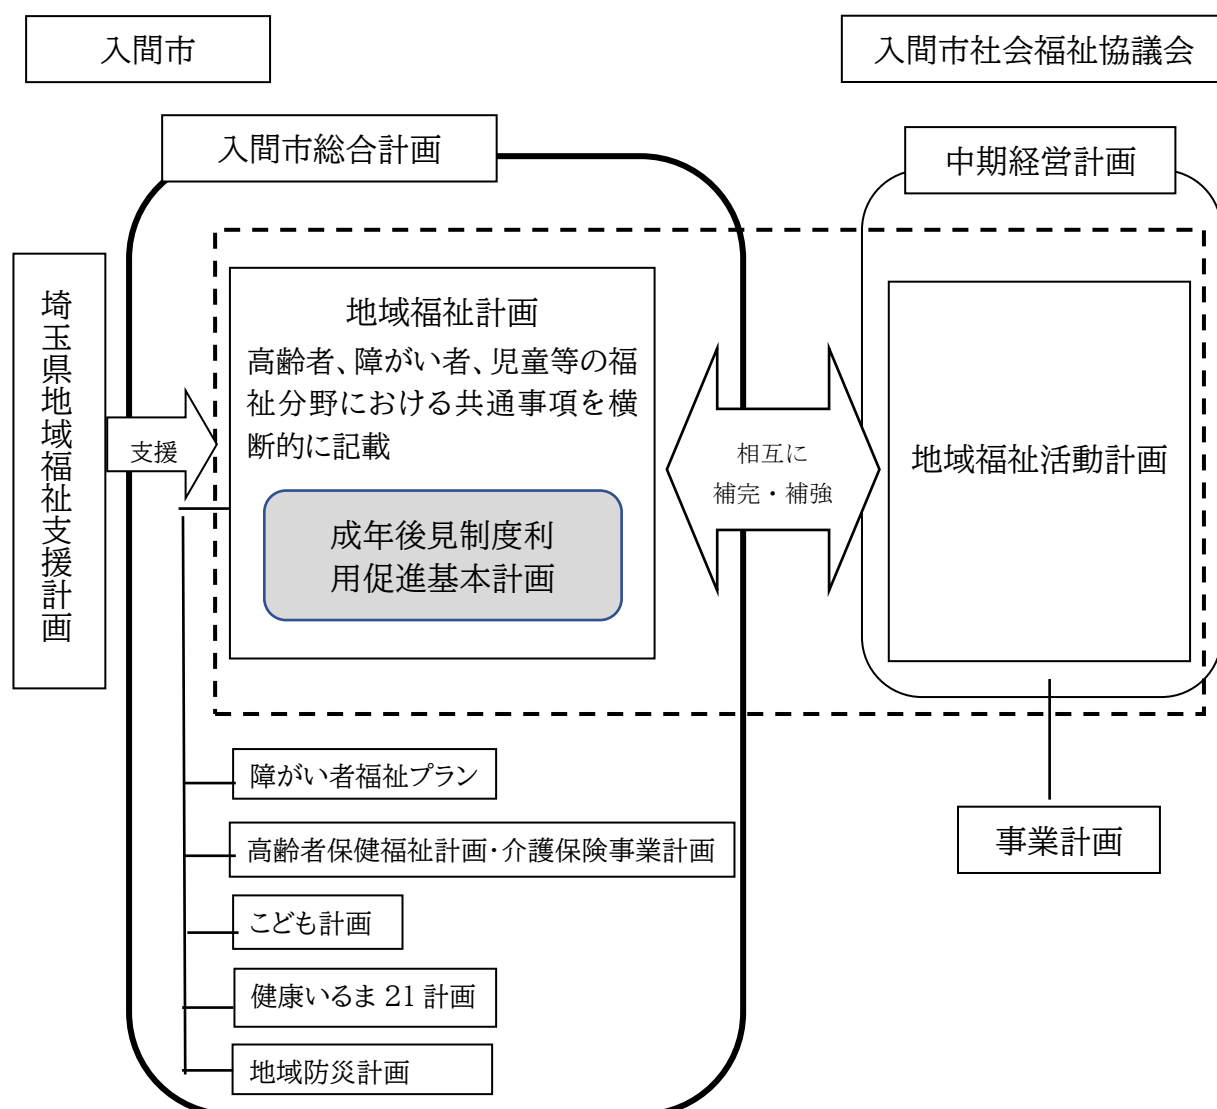 入間市
入間市社会福祉協議会
入間市総合計画
中期経営計画
埼玉県地域福祉支援計画
支援
地域福祉計画
高齢者、障がい者、児童等の福
祉分野における共通事項を横
断的に記載
成年後見制度利
用促進基本計画
相互に
補完・補強
地域福祉活動計画
障がい者福祉プラン
高齢者保健福祉計画・介護保険事業計画
こども計画
健康いるま 21 計画
地域防災計画
事業計画